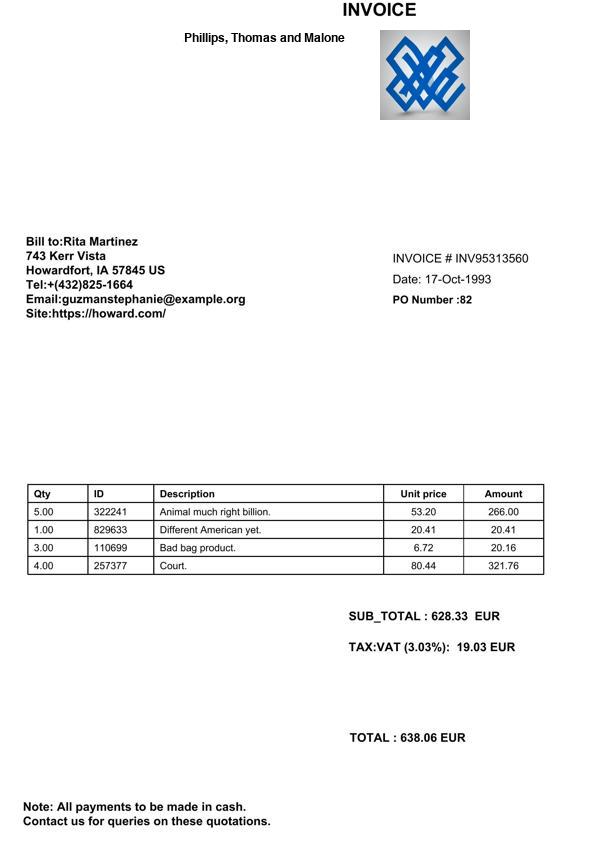 INVOICE
Phillips, Thomas and Malone
Bill to:Rita Martinez
743 Kerr Vista
Howardfort, IA 57845 US
Tel:+(432)825-1664
Email:guzmanstephanie@example.org
Site:https://howard.com/
INVOICE # INV95313560
Date: 17-Oct-1993
PO Number :82
Qty ID Description Unit price Amount
5.00 322241 Animal much right billion. 53.20 266.00
1.00 829633 Different American yet. 20.41 20.41
3.00 110699 Bad bag product. 6.72 20.16
4.00 257377 Court. 80.44 321.76
SUB_TOTAL : 628.33 EUR
TAX:VAT (3.03%): 19.03 EUR
TOTAL : 638.06 EUR
Note: All payments to be made in cash.
Contact us for queries on these quotations.